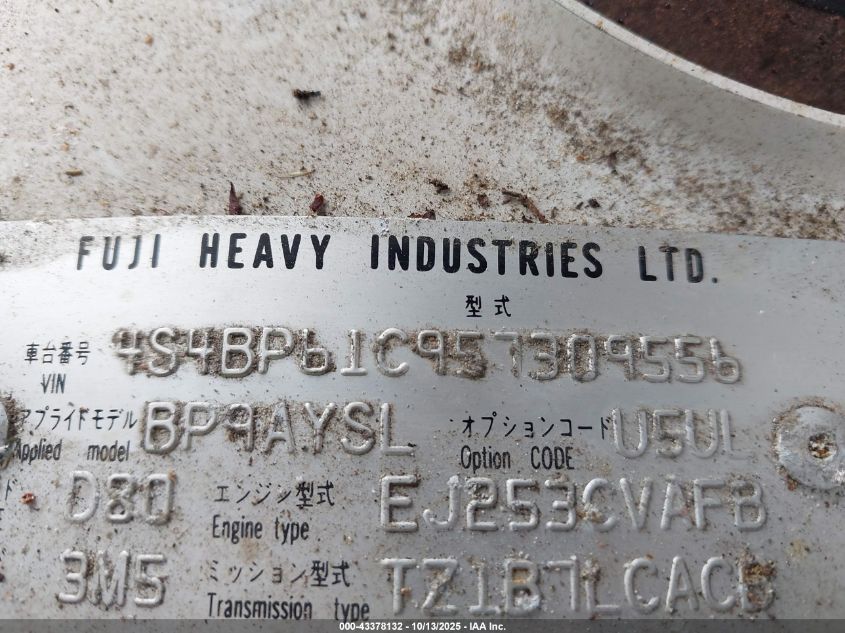 FUJI HEAVY INDUSTRIES LTD.
型式
車台番号 4S4BP61C957309556
VIN
アプライドモデル BP9AYSL オプションコード U5UI
Applied model Option CODE
ド D80 エンジン型式 EJ253CVAFB
Engine type
3M5 ミッション型式 TZ1B7LCACB
Transmission type
000-43378132 - 10/13/2025 - IAA Inc.